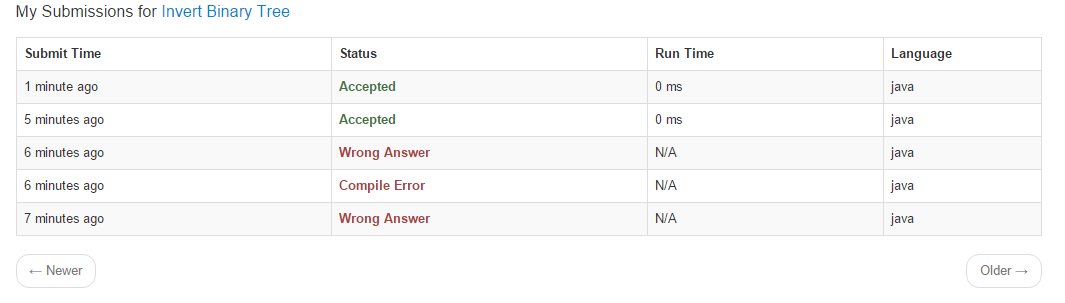 My Submissions for Invert Binary Tree
Submit Time Status Run Time Language
1 minute ago Accepted 0 ms java
5 minutes ago Accepted 0 ms java
6 minutes ago Wrong Answer N/A java
6 minutes ago Compile Error N/A java
7 minutes ago Wrong Answer N/A java
← Newer Older →